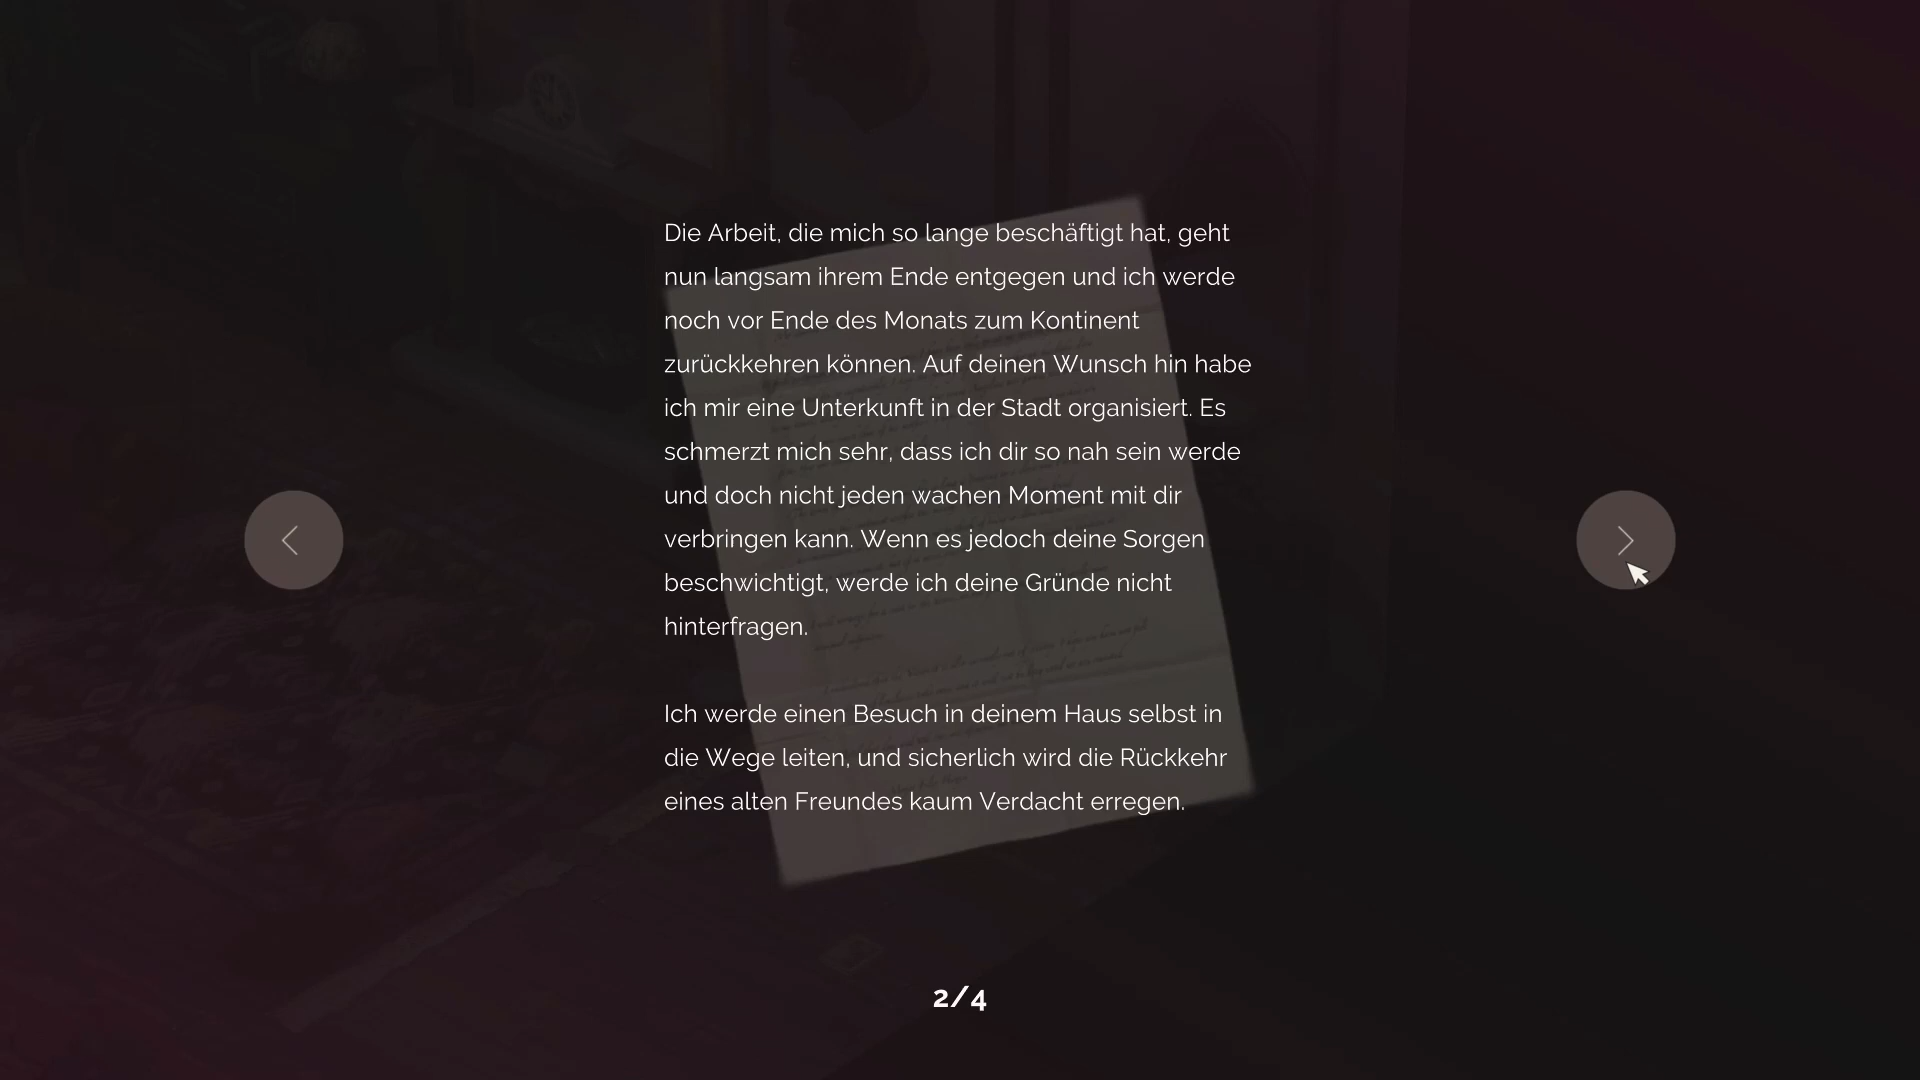 Die Arbeit, die mich so lange beschäftigt hat, geht
nun langsam ihrem Ende entgegen und ich werde
noch vor Ende des Monats zum Kontinent
zurückkehren können. Auf deinen Wunsch hin habe
ich mir eine Unterkunft in der Stadt organisiert. Es
schmerzt mich sehr, dass ich dir so nah sein werde
und doch nicht jeden wachen Moment mit dir
verbringen kann. Wenn es jedoch deine Sorgen
beschwichtigt, werde ich deine Gründe nicht
hinterfragen.
Ich werde einen Besuch in deinem Haus selbst in
die Wege leiten, und sicherlich wird die Rückkehr
eines alten Freundes kaum Verdacht erregen.
2/4